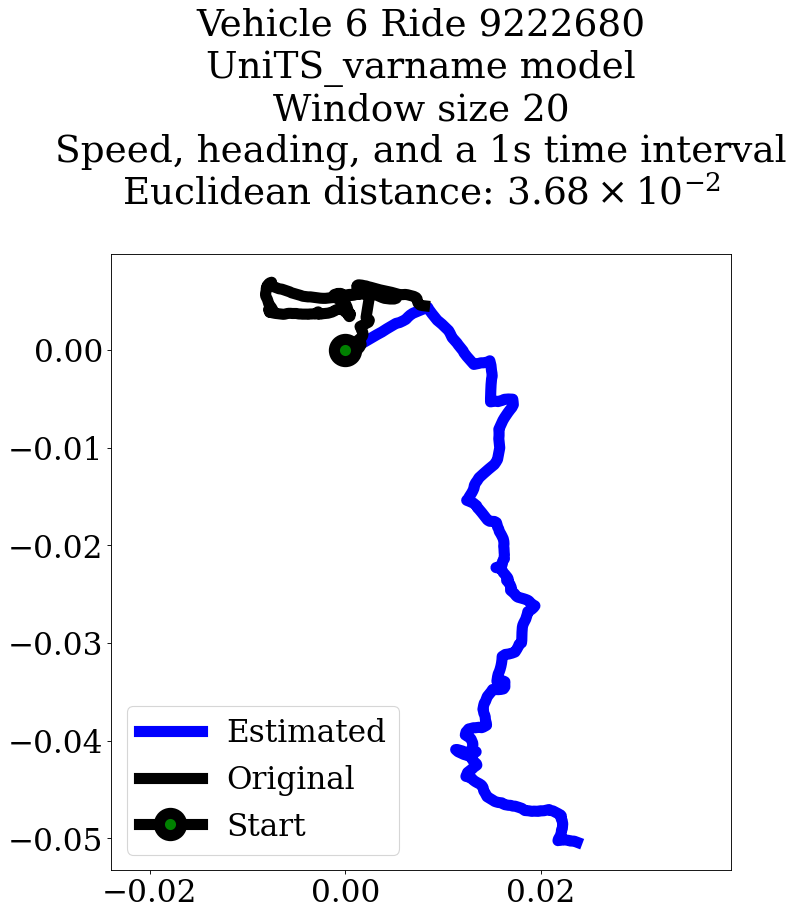 Vehicle 6 Ride 9222680
UniTS_varname model
Window size 20
Speed, heading, and a 1s time interval
Euclidean distance: 3.68 × 10⁻²
0.00
−0.01
−0.02
−0.03
−0.04
−0.05
Estimated
Original
Start
−0.02
0.00
0.02